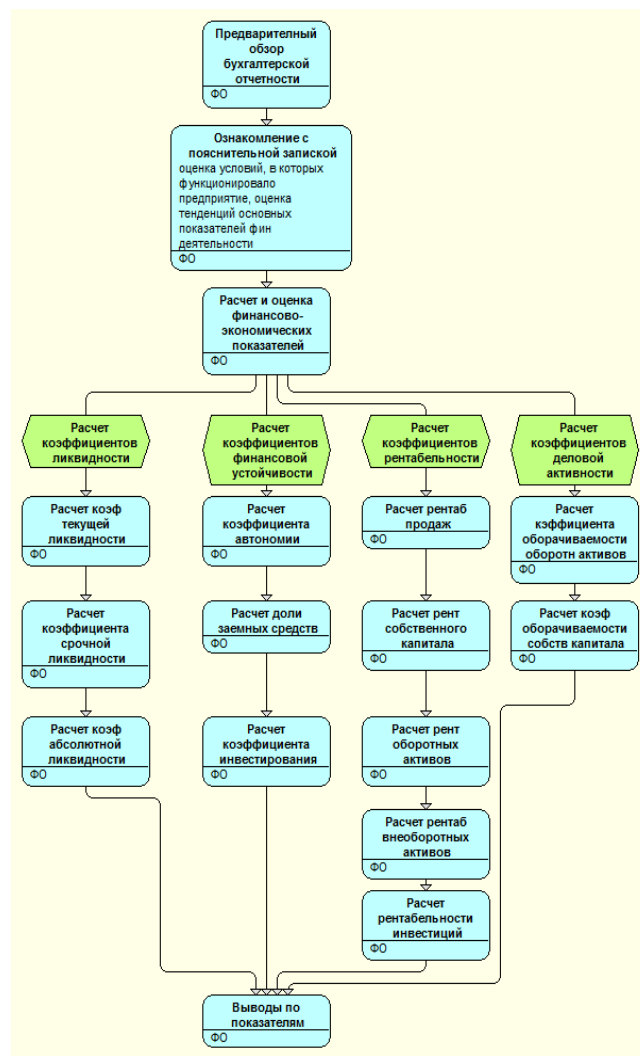 Предварителный
обзор
бухгалтерской
отчетности
ФО
Ознакомление с
пояснительной запиской
оценка условий, в которых
функционировало
предприятие, оценка
тенденций основных
показателей фин
деятельности
ФО
Расчет и оценка
финансово-
экономических
показателей
ФО
Расчет
коэффициентов
ликвидности
Расчет
коэффициентов
финансовой
устойчивости
Расчет
коэффициентов
рентабельности
Расчет
коэффициентов
деловой
активности
Расчет коэф
текущей
ликвидности
ФО
Расчет
коэффициента
автономии
ФО
Расчет рентаб
продаж
ФО
Расчет
кэффициента
оборачиваемости
оборотн активов
ФО
Расчет
коэффициента
срочной
ликвидности
ФО
Расчет доли
заемных средств
ФО
Расчет рент
собственного
капитала
ФО
Расчет коэф
оборачиваемости
собств капитала
ФО
Расчет коэф
абсолютной
ликвидности
ФО
Расчет
коэффициента
инвестирования
ФО
Расчет рент
оборотных
активов
ФО
Расчет рентаб
внеоборотных
активов
ФО
Расчет
рентабельности
инвестиций
ФО
Выводы по
показателям
ФО